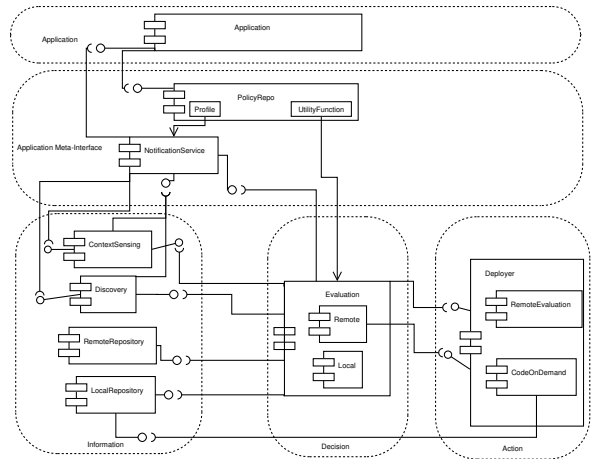 Application
Application
PolicyRepo
Profile
UtilityFunction
Application Meta-Interface
NotificationService
ContextSensing
Discovery
RemoteRepository
LocalRepository
Information
Evaluation
Remote
Local
Decision
Deployer
RemoteEvaluation
CodeOnDemand
Action